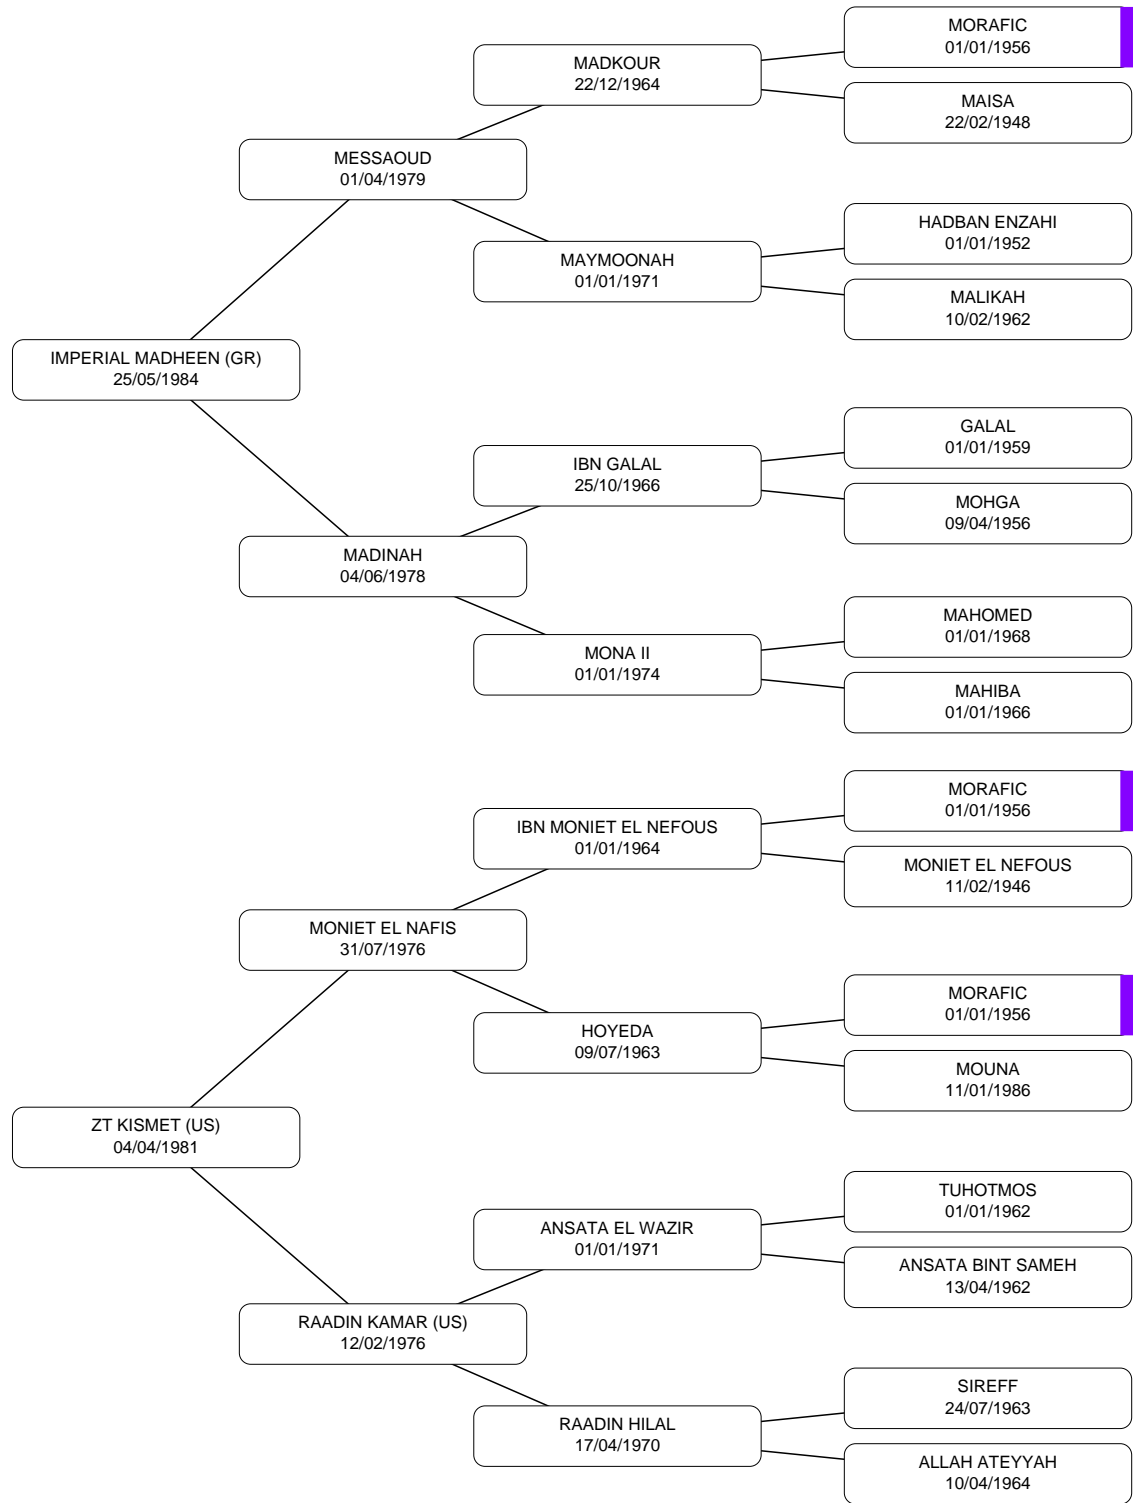 MORAFIC
01/01/1956
MADKOUR
22/12/1964
MAISA
22/02/1948
MESSAOUD
01/04/1979
HADBAN ENZAHI
01/01/1952
MAYMOONAH
01/01/1971
MALIKAH
10/02/1962
IMPERIAL MADHEEN (GR)
25/05/1984
GALAL
01/01/1959
IBN GALAL
25/10/1966
MOHGA
09/04/1956
MADINAH
04/06/1978
MAHOMED
01/01/1968
MONA II
01/01/1974
MAHIBA
01/01/1966
MORAFIC
01/01/1956
IBN MONIET EL NEFOUS
01/01/1964
MONIET EL NEFOUS
11/02/1946
MONIET EL NAFIS
31/07/1976
MORAFIC
01/01/1956
HOYEDA
09/07/1963
MOUNA
11/01/1986
ZT KISMET (US)
04/04/1981
TUHOTMOS
01/01/1962
ANSATA EL WAZIR
01/01/1971
ANSATA BINT SAMEH
13/04/1962
RAADIN KAMAR (US)
12/02/1976
SIREFF
24/07/1963
RAADIN HILAL
17/04/1970
ALLAH ATEYYAH
10/04/1964